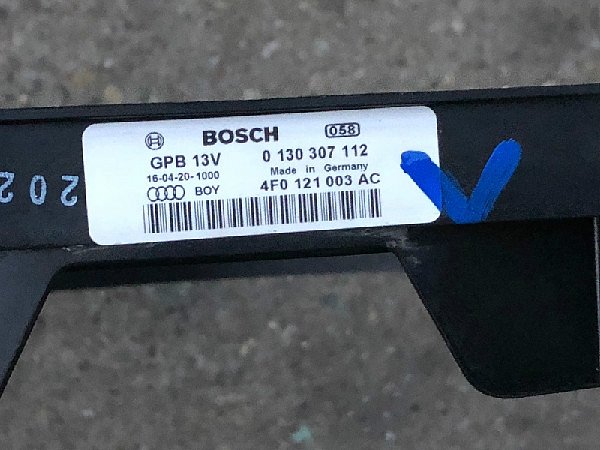 BOSCH 058
GPB 13V 0 130 307 112
16-04-20-1000 Made in Germany
BOY 4F0 121 003 AC
202